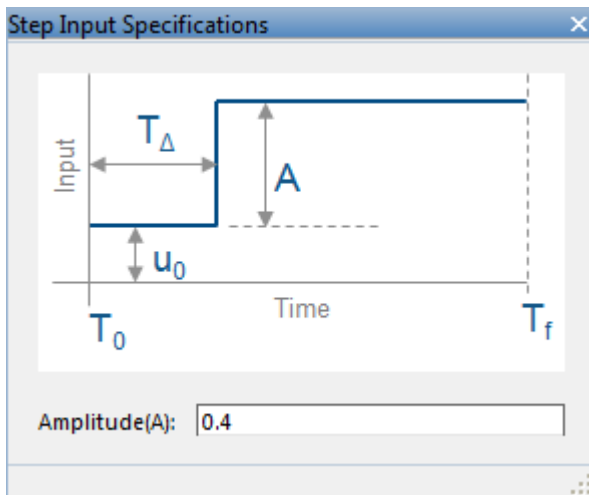 Step Input Specifications
Input
T_Δ
A
u_0
Time
T_0
T_f
Amplitude(A): 0.4